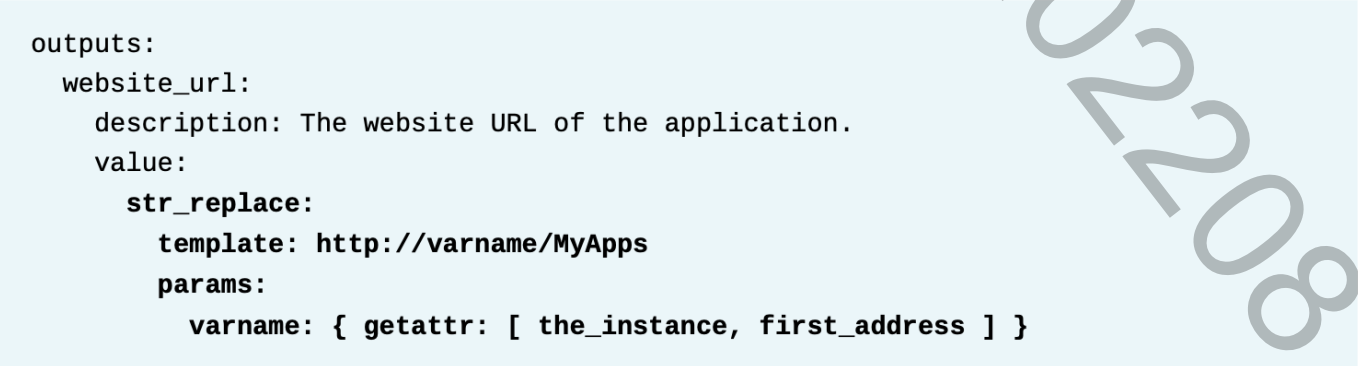 outputs:
  website_url:
    description: The website URL of the application.
    value:
      str_replace:
        template: http://varname/MyApps
        params:
          varname: { getattr: [ the_instance, first_address ] }
02208